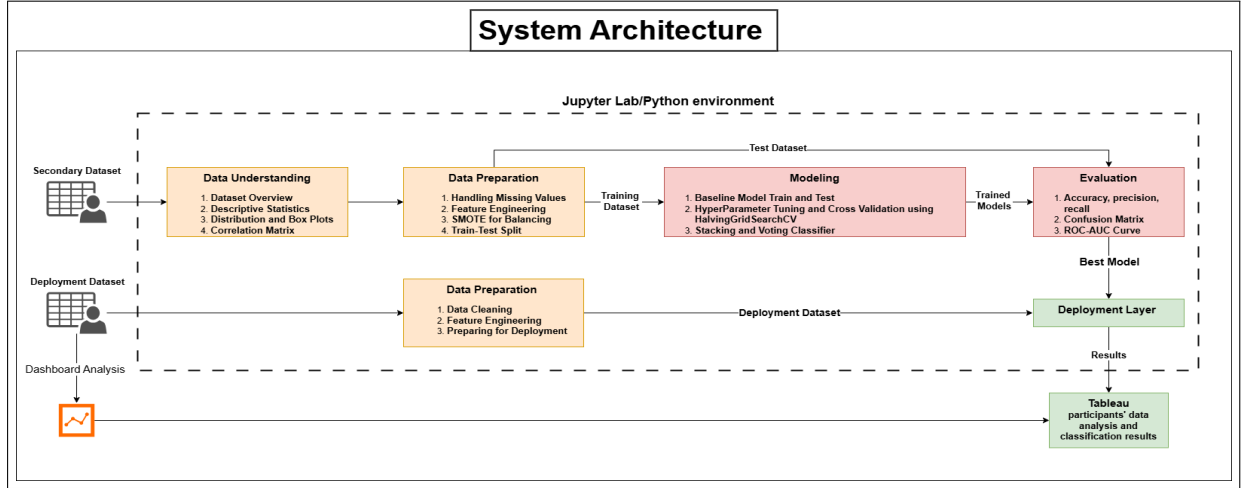 System Architecture
Jupyter Lab/Python environment
Test Dataset
Secondary Dataset
Data Understanding
1. Dataset Overview
2. Descriptive Statistics
3. Distribution and Box Plots
4. Correlation Matrix
Data Preparation
1. Handling Missing Values
2. Feature Engineering
3. SMOTE for Balancing
4. Train-Test Split
Training
Dataset
Modeling
1. Baseline Model Train and Test
2. HyperParameter Tuning and Cross Validation using
HalvingGridSearchCV
3. Stacking and Voting Classifier
Trained
Models
Evaluation
1. Accuracy, precision,
recall
2. Confusion Matrix
3. ROC-AUC Curve
Best Model
Deployment Dataset
Data Preparation
1. Data Cleaning
2. Feature Engineering
3. Preparing for Deployment
Deployment Dataset
Deployment Layer
Results
Dashboard Analysis
Tableau
participants' data
analysis and
classification results